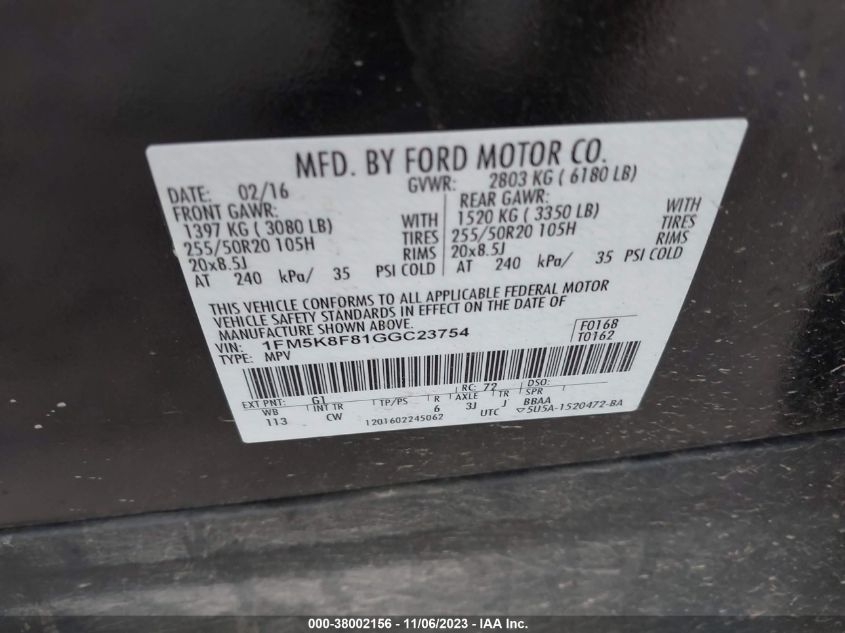 MFD. BY FORD MOTOR CO.
DATE: 02/16 GVWR: 2803 KG ( 6180 LB)
FRONT GAWR: REAR GAWR:
1397 KG ( 3080 LB) WITH 1520 KG ( 3350 LB) WITH
255/50R20 105H TIRES 255/50R20 105H TIRES
20x8.5J RIMS 20x8.5J RIMS
AT 240 kPa/ 35 PSI COLD AT 240 kPa/ 35 PSI COLD
THIS VEHICLE CONFORMS TO ALL APPLICABLE FEDERAL MOTOR
VEHICLE SAFETY STANDARDS IN EFFECT ON THE DATE OF
MANUFACTURE SHOWN ABOVE.
VIN: 1FM5K8F81GGC23754 F0168
TYPE: MPV T0162
EXT PNT: G1 RC: 72 DSO:
WB INT TR TP/PS R AXLE TR SPR
113 CW 6 3J J BBAA
1201602245062 UTC ▽5U5A-1520472-BA
000-38002156 - 11/06/2023 - IAA Inc.